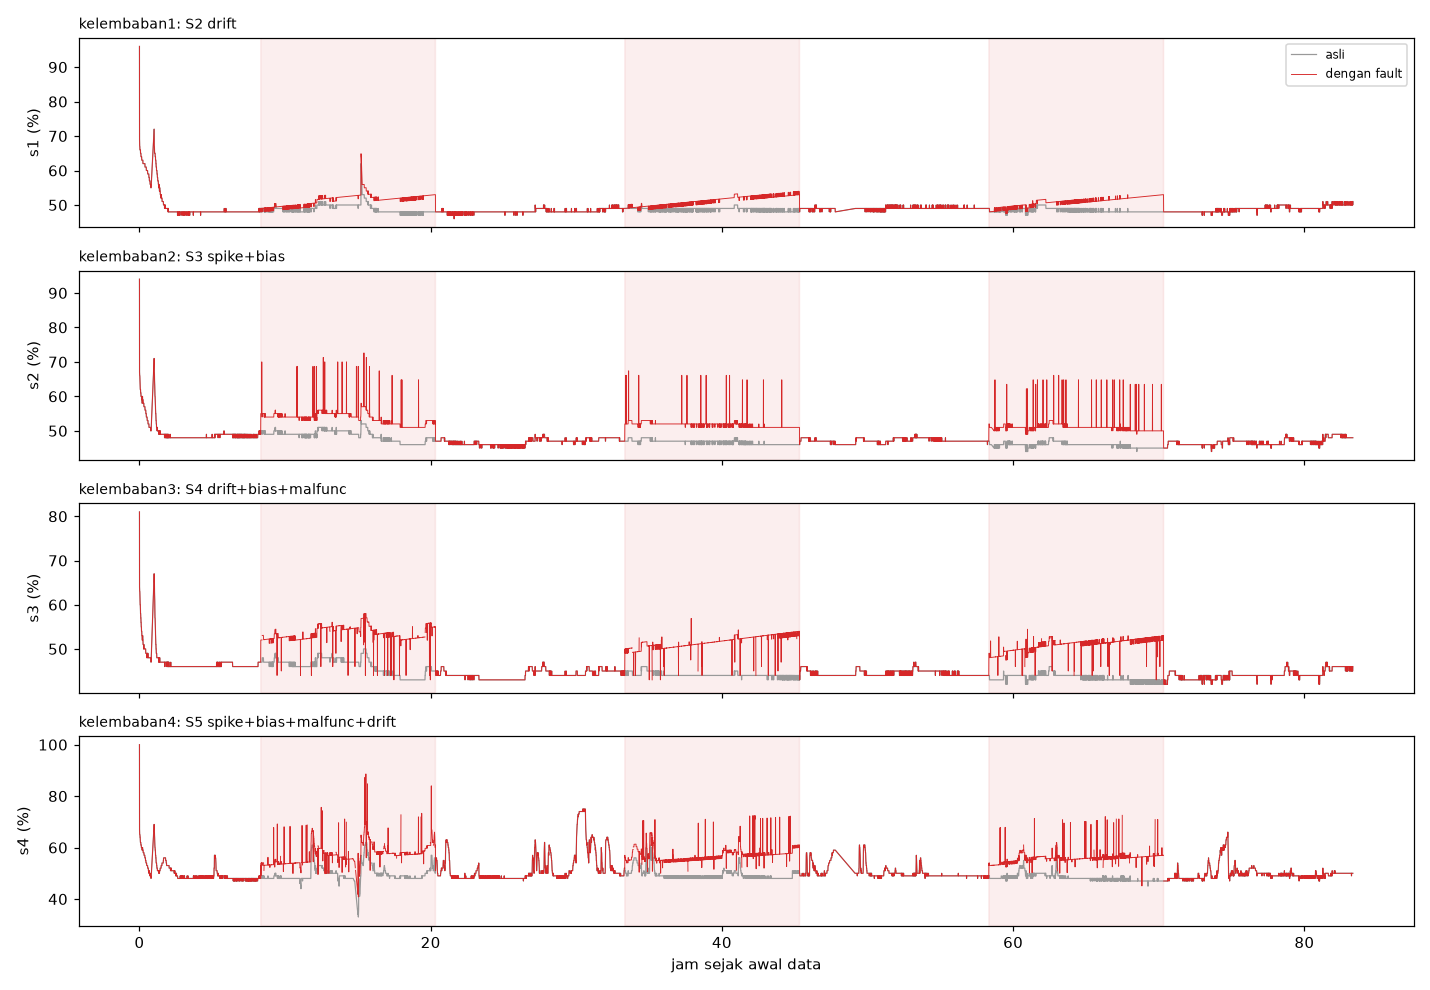 kelembaban1: S2 drift
90
80
70
60
50
s1 (%)
asli
dengan fault
kelembaban2: S3 spike+bias
90
80
70
60
50
s2 (%)
kelembaban3: S4 drift+bias+malfunc
80
70
60
50
s3 (%)
kelembaban4: S5 spike+bias+malfunc+drift
100
80
60
40
s4 (%)
0 20 40 60 80
jam sejak awal data